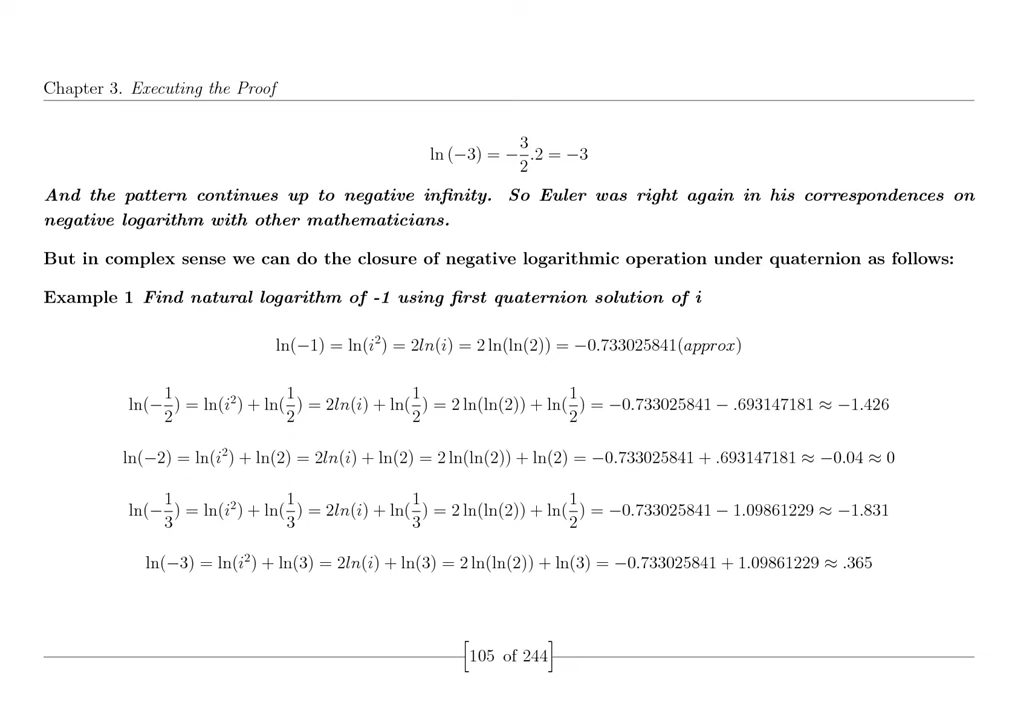 Chapter 3. Executing the Proof
ln (−3) = −3/2.2 = −3
And the pattern continues up to negative infinity. So Euler was right again in his correspondences on
negative logarithm with other mathematicians.
But in complex sense we can do the closure of negative logarithmic operation under quaternion as follows:
Example 1 Find natural logarithm of -1 using first quaternion solution of i
ln(−1) = ln(i²) = 2ln(i) = 2 ln(ln(2)) = −0.733025841(approx)
ln(−1/2) = ln(i²) + ln(1/2) = 2ln(i) + ln(1/2) = 2 ln(ln(2)) + ln(1/2) = −0.733025841 − .693147181 ≈ −1.426
ln(−2) = ln(i²) + ln(2) = 2ln(i) + ln(2) = 2 ln(ln(2)) + ln(2) = −0.733025841 + .693147181 ≈ −0.04 ≈ 0
ln(−1/3) = ln(i²) + ln(1/3) = 2ln(i) + ln(1/3) = 2 ln(ln(2)) + ln(1/2) = −0.733025841 − 1.09861229 ≈ −1.831
ln(−3) = ln(i²) + ln(3) = 2ln(i) + ln(3) = 2 ln(ln(2)) + ln(3) = −0.733025841 + 1.09861229 ≈ .365
[105 of 244]